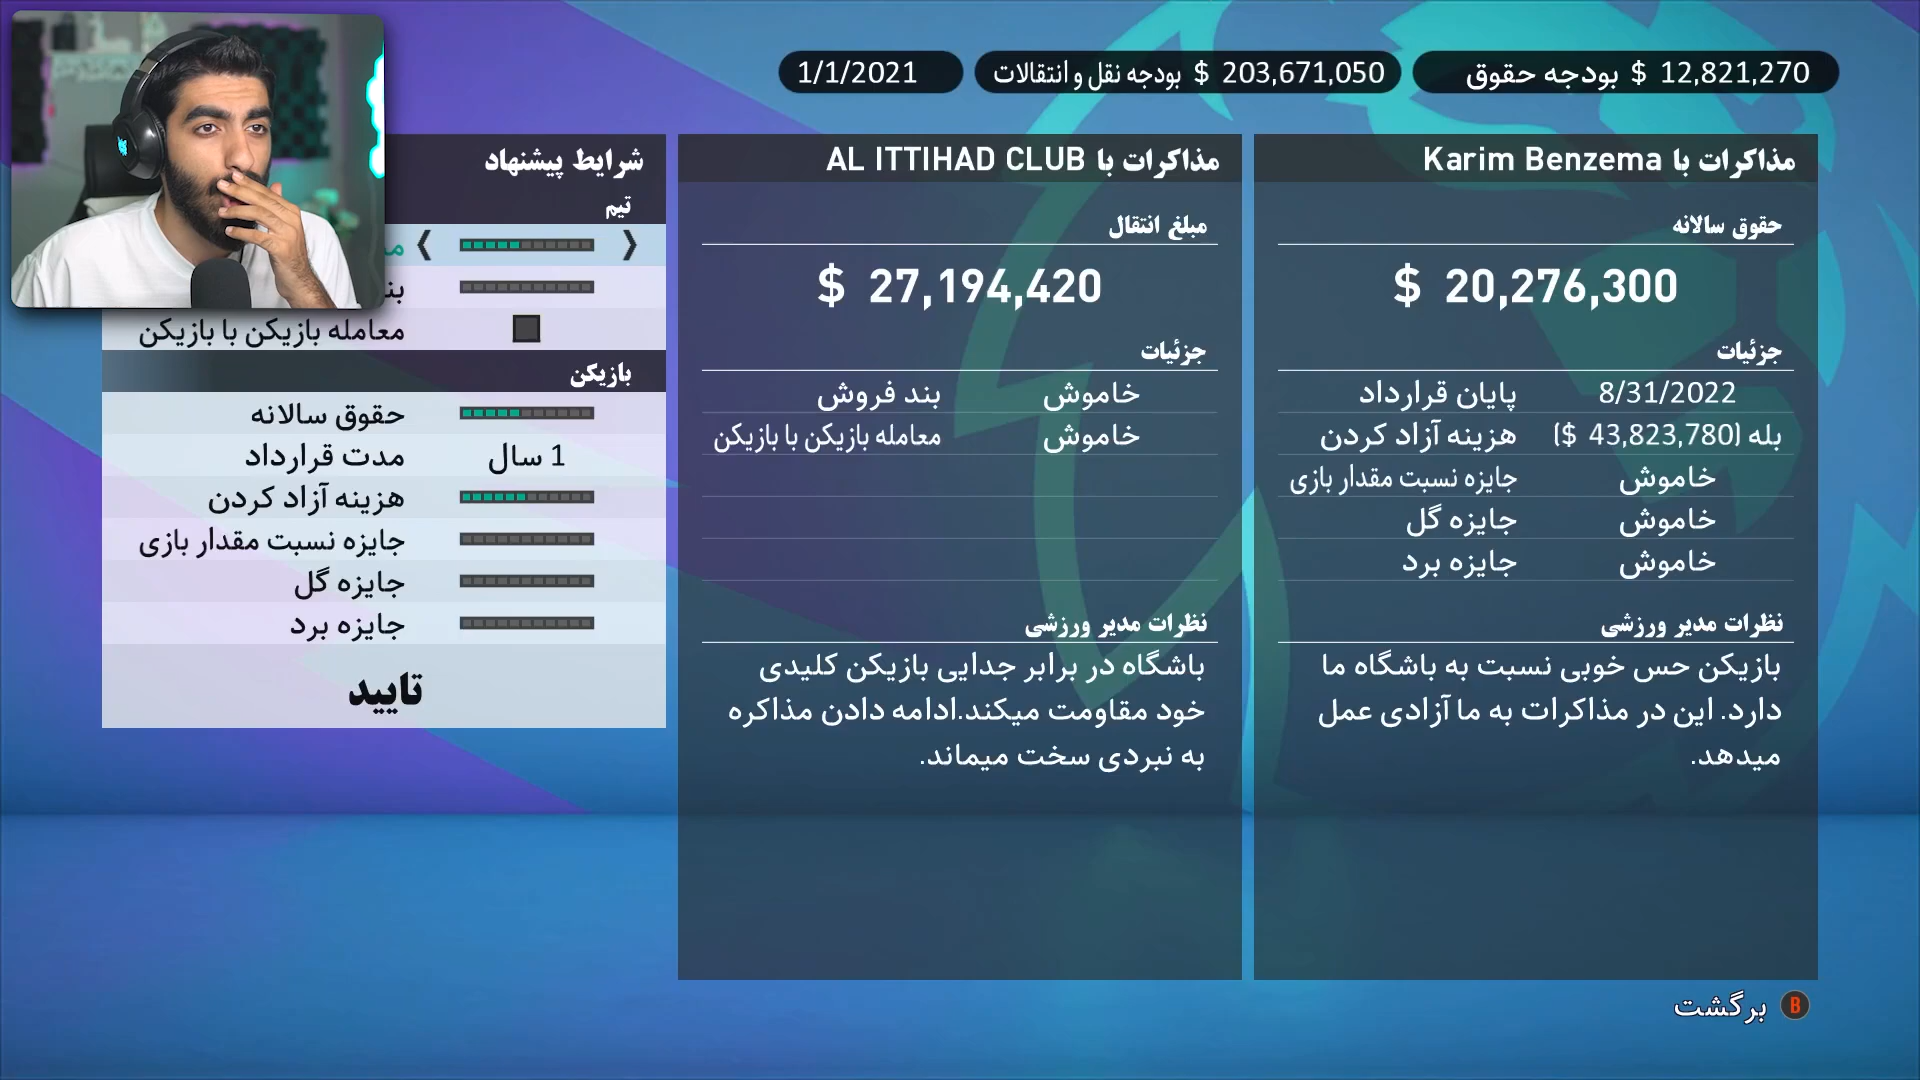 1/1/2021
بودجه نقل و انتقالات $ 203,671,050
بودجه حقوق $ 12,821,270
شرایط پیشنهاد
تیم
معامله بازیکن با بازیکن
بازیکن
حقوق سالانه
مدت قرارداد 1 سال
هزینه آزاد کردن
جایزه نسبت مقدار بازی
جایزه گل
جایزه برد
تایید
مذاکرات با AL ITTIHAD CLUB
مبلغ انتقال
$ 27,194,420
جزئیات
بند فروش خاموش
معامله بازیکن با بازیکن خاموش
نظرات مدیر ورزشی
باشگاه در برابر جدایی بازیکن کلیدی
خود مقاومت میکند.ادامه دادن مذاکره
به نبردی سخت میماند.
مذاکرات با Karim Benzema
حقوق سالانه
$ 20,276,300
جزئیات
پایان قرارداد 8/31/2022
هزینه آزاد کردن بله ($ 43,823,780)
جایزه نسبت مقدار بازی خاموش
جایزه گل خاموش
جایزه برد خاموش
نظرات مدیر ورزشی
بازیکن حس خوبی نسبت به باشگاه ما
دارد. این در مذاکرات به ما آزادی عمل
میدهد.
B برگشت